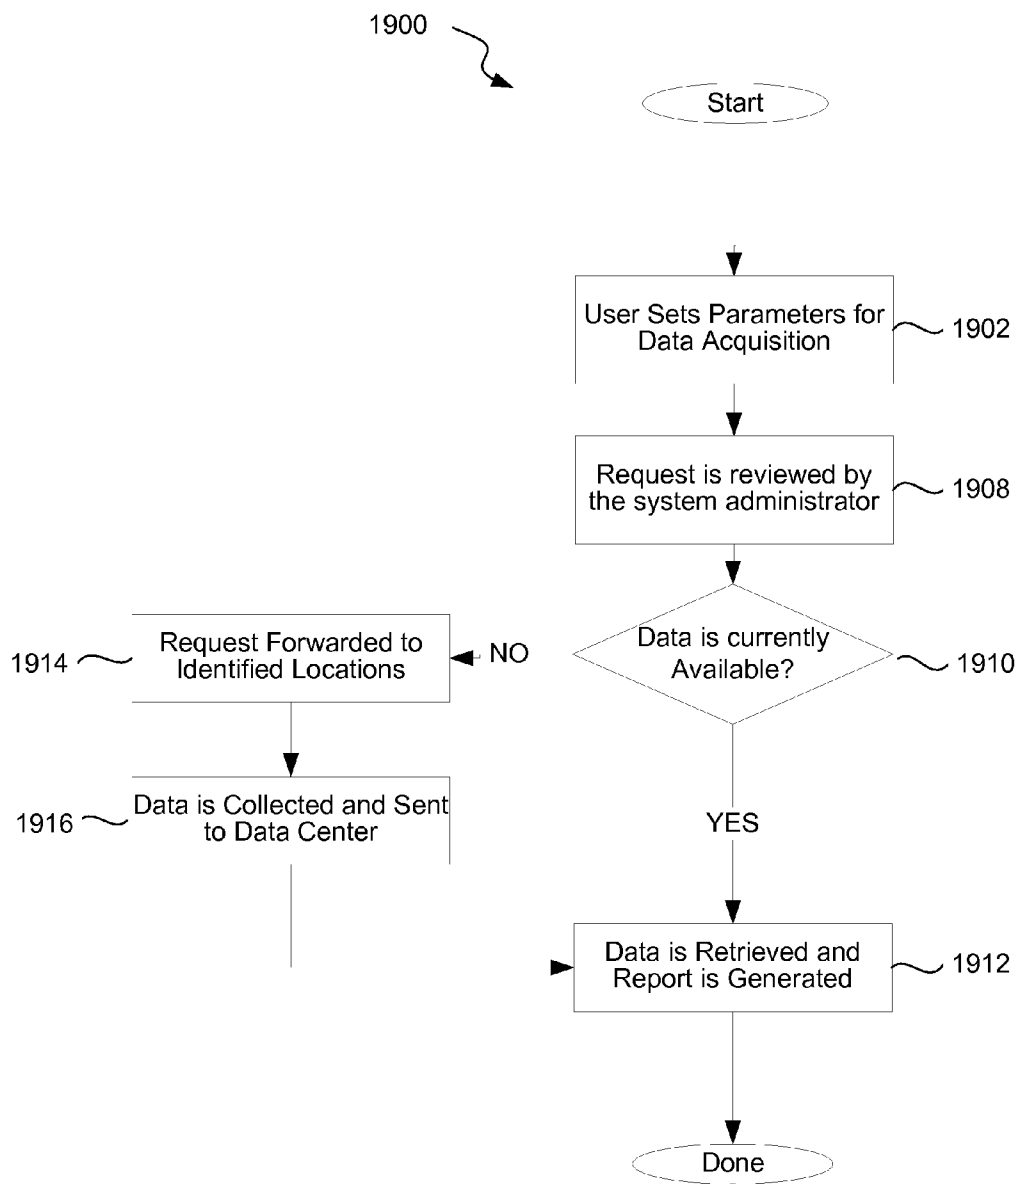 1900
Start
User Sets Parameters for
Data Acquisition
1902
Request is reviewed by
the system administrator
1908
Data is currently
Available?
1910
NO
Request Forwarded to
Identified Locations
1914
Data is Collected and Sent
to Data Center
1916
YES
Data is Retrieved and
Report is Generated
1912
Done